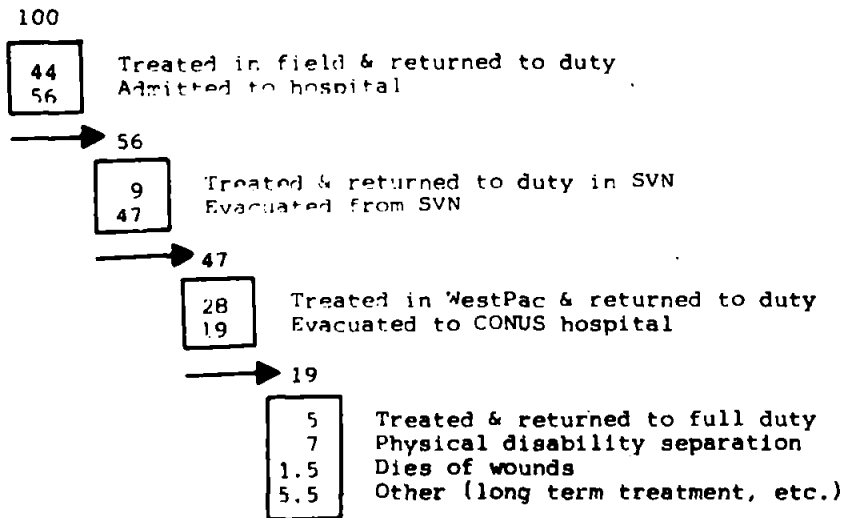 100
44 Treated in field & returned to duty
56 Admitted to hospital
56
9 Treated & returned to duty in SVN
47 Evacuated from SVN
47
28 Treated in WestPac & returned to duty
19 Evacuated to CONUS hospital
19
5 Treated & returned to full duty
7 Physical disability separation
1.5 Dies of wounds
5.5 Other (long term treatment, etc.)